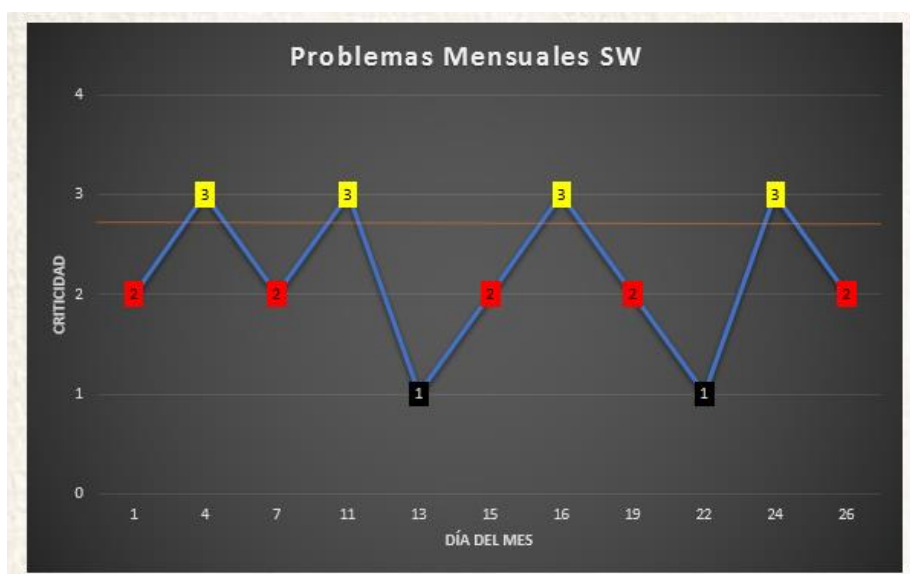 Problemas Mensuales SW
4
3
2
1
0
CRITICIDAD
2 3 2 3 1 2 3 2 1 3 2
1 4 7 11 13 15 16 19 22 24 26
DÍA DEL MES